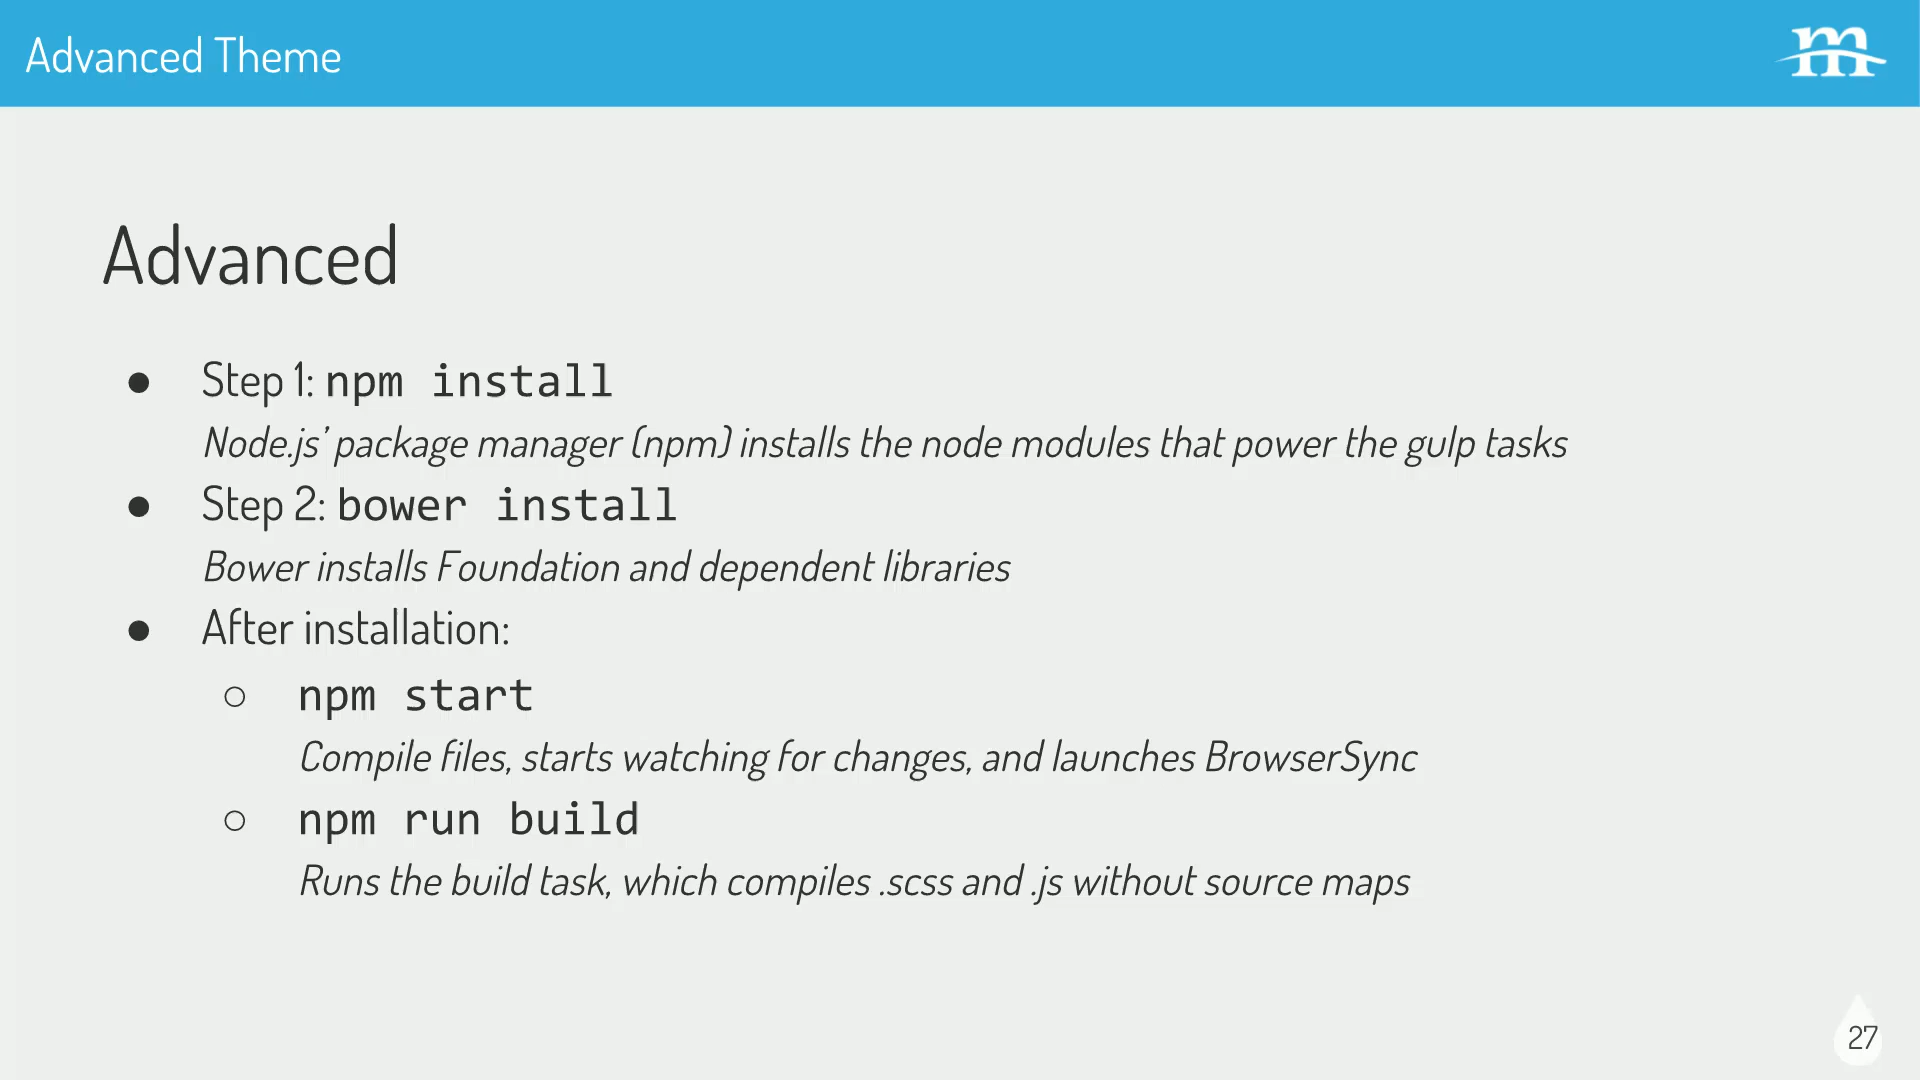 Advanced Theme
m
Advanced
● Step 1: npm install
Node.js’ package manager (npm) installs the node modules that power the gulp tasks
● Step 2: bower install
Bower installs Foundation and dependent libraries
● After installation:
○ npm start
Compile files, starts watching for changes, and launches BrowserSync
○ npm run build
Runs the build task, which compiles .scss and .js without source maps
27